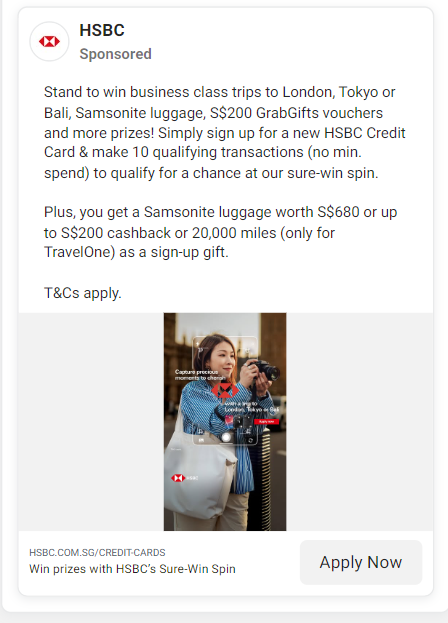 HSBC
Sponsored
Stand to win business class trips to London, Tokyo or
Bali, Samsonite luggage, S$200 GrabGifts vouchers
and more prizes! Simply sign up for a new HSBC Credit
Card & make 10 qualifying transactions (no min.
spend) to qualify for a chance at our sure-win spin.
Plus, you get a Samsonite luggage worth S$680 or up
to S$200 cashback or 20,000 miles (only for
TravelOne) as a sign-up gift.
T&Cs apply.
Capture precious
moments to cherish
with a trip to
London, Tokyo or Bali
Apply now
HSBC
HSBC.COM.SG/CREDIT-CARDS
Win prizes with HSBC's Sure-Win Spin
Apply Now